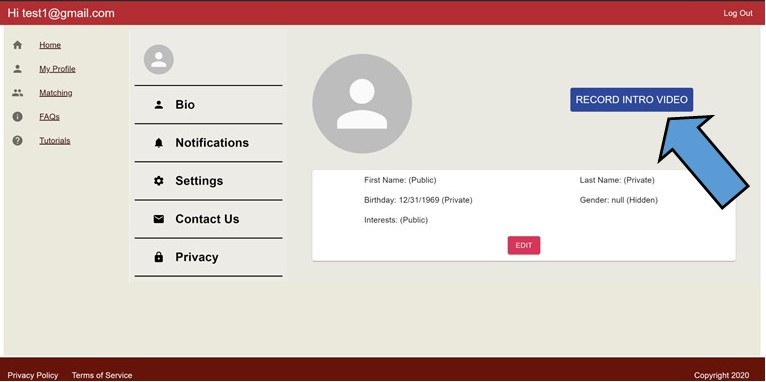 Hi test1@gmail.com
Log Out
Home
My Profile
Matching
FAQs
Tutorials
Bio
Notifications
Settings
Contact Us
Privacy
RECORD INTRO VIDEO
First Name: (Public)
Last Name: (Private)
Birthday: 12/31/1969 (Private)
Gender: null (Hidden)
Interests: (Public)
EDIT
Privacy Policy
Terms of Service
Copyright 2020